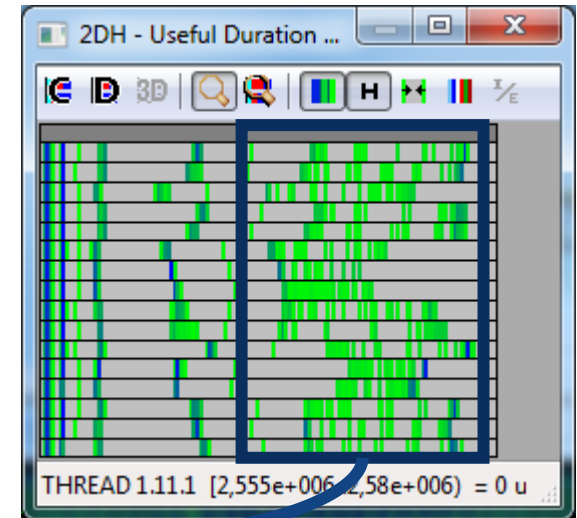 2DH - Useful Duration ...
3D
H
I/E
THREAD 1.11.1 [2,555e+006, 2,58e+006) = 0 u